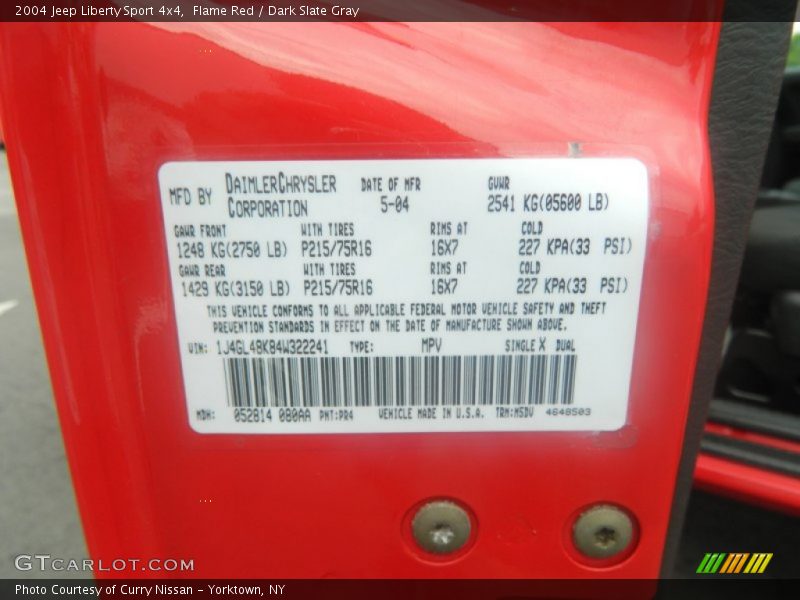 2004 Jeep Liberty Sport 4x4,  Flame Red / Dark Slate Gray
MFD BY DAIMLERCHRYSLER CORPORATION DATE OF MFR 5-04 GVWR 2541 KG(05600 LB)
GAWR FRONT WITH TIRES RIMS AT COLD
1248 KG(2750 LB) P215/75R16 16X7 227 KPA(33 PSI)
GAWR REAR WITH TIRES RIMS AT COLD
1429 KG(3150 LB) P215/75R16 16X7 227 KPA(33 PSI)
THIS VEHICLE CONFORMS TO ALL APPLICABLE FEDERAL MOTOR VEHICLE SAFETY AND THEFT
PREVENTION STANDARDS IN EFFECT ON THE DATE OF MANUFACTURE SHOWN ABOVE.
VIN: 1J4GL48K84W322241 TYPE: MPV SINGLE X DUAL
MDH: 052814 080AA PNT:PR4 VEHICLE MADE IN U.S.A. TRM:MSDV 4648503
GTCARLOT.COM
Photo Courtesy of Curry Nissan - Yorktown, NY